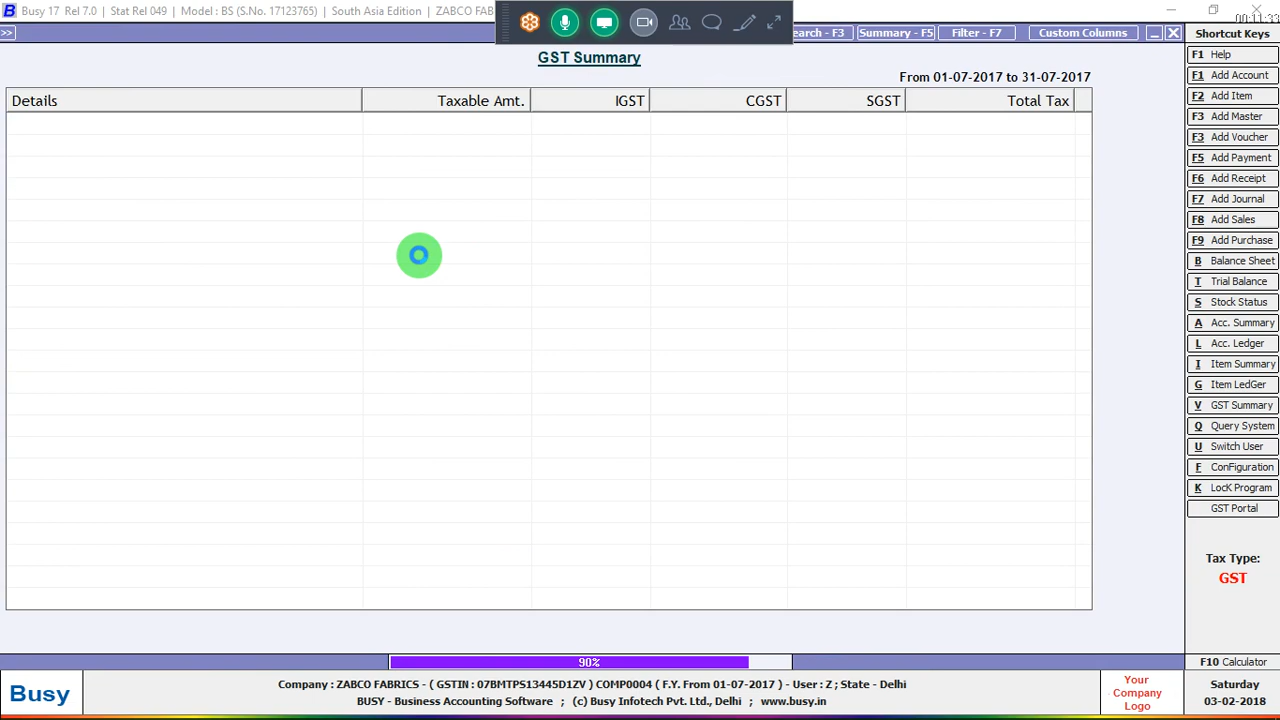 Busy 17  Rel 7.0  |  Stat Rel 049  |  Model : BS (S.No. 17123765)  |  South Asia Edition  |  ZABCO FAB
00:11:33
>>
earch - F3
Summary - F5
Filter - F7
Custom Columns
Shortcut Keys
GST Summary
From 01-07-2017 to 31-07-2017
Details
Taxable Amt.
IGST
CGST
SGST
Total Tax
F1 Help
F1 Add Account
F2 Add Item
F3 Add Master
F3 Add Voucher
F5 Add Payment
F6 Add Receipt
F7 Add Journal
F8 Add Sales
F9 Add Purchase
B Balance Sheet
T Trial Balance
S Stock Status
A Acc. Summary
L Acc. Ledger
I Item Summary
G Item LedGer
V GST Summary
Q Query System
U Switch User
F ConFiguration
K LocK Program
GST Portal
Tax Type:
GST
90%
F10 Calculator
Busy
Company : ZABCO FABRICS - ( GSTIN : 07BMTPS13445D1ZV ) COMP0004 ( F.Y. From 01-07-2017 ) - User : Z ; State - Delhi
BUSY - Business Accounting Software  ;  (c) Busy Infotech Pvt. Ltd., Delhi  ;  www.busy.in
Your
Company
Logo
Saturday
03-02-2018